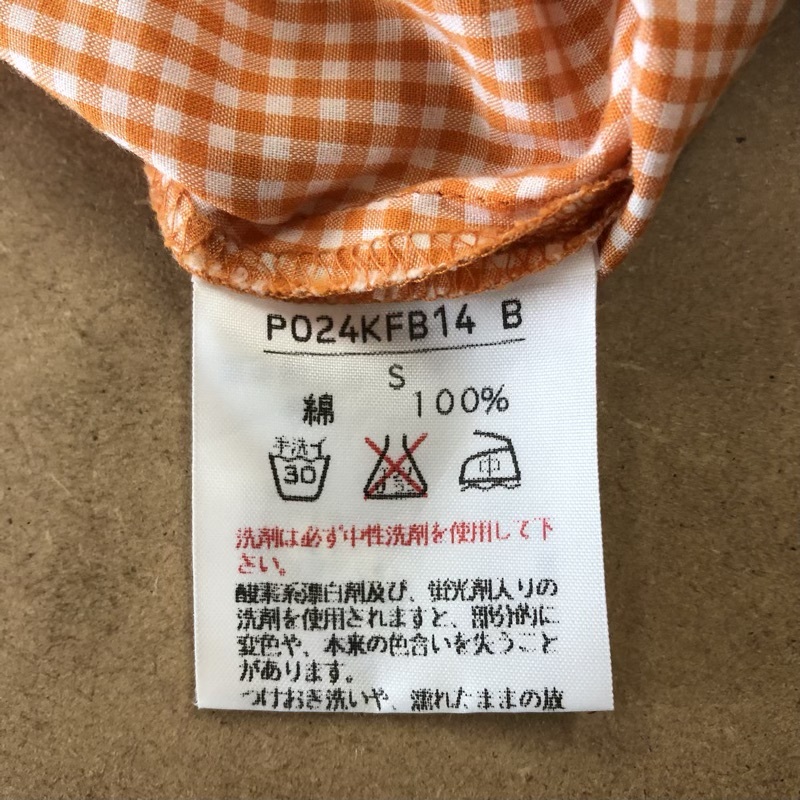 P024KFB14 B
S
綿 100%
手洗イ
30
中
洗剤は必ず中性洗剤を使用して下
さい。
酸素系漂白剤及び、蛍光剤入りの
洗剤を使用されますと、部分的に
変色や、本来の色合いを失うこと
があります。
つけおき洗いや、濡れたままの放